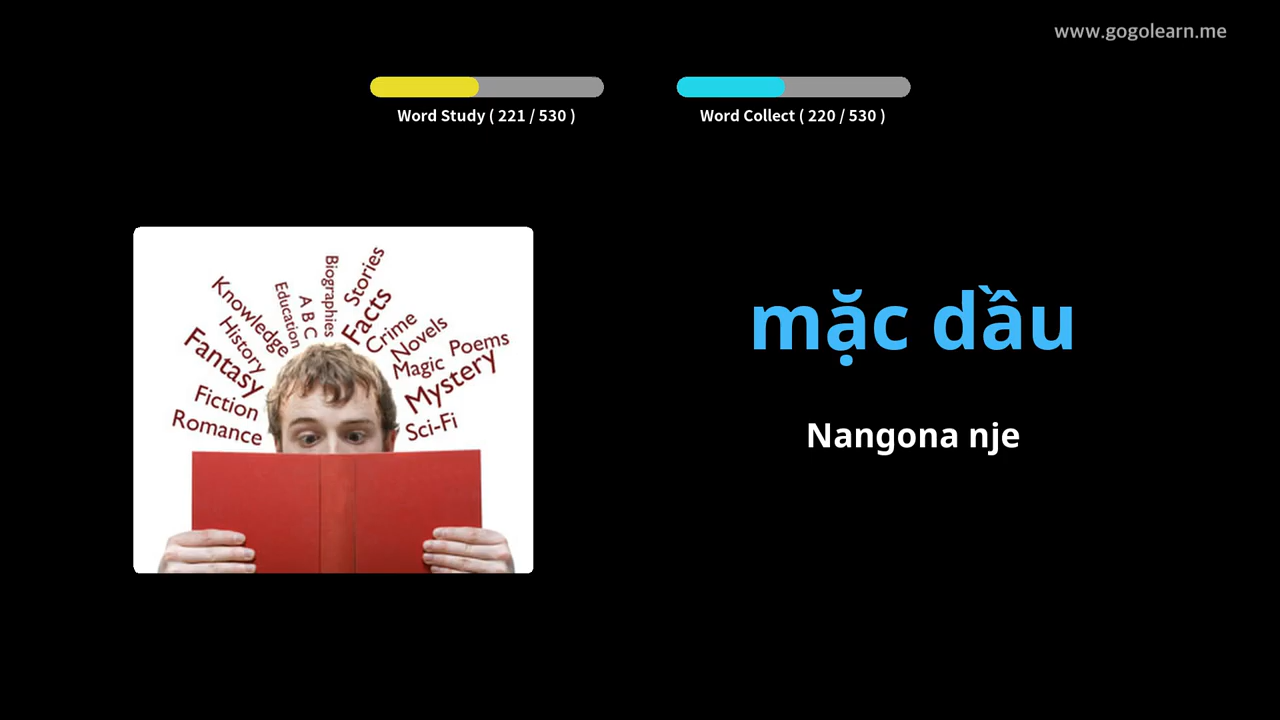 www.gogolearn.me
Word Study ( 221 / 530 )
Word Collect ( 220 / 530 )
Knowledge
History
Fantasy
Fiction
Romance
Education
A B C
Biographies
Stories
Facts
Crime
Novels
Magic
Poems
Mystery
Sci-Fi
mặc dầu
Nangona nje